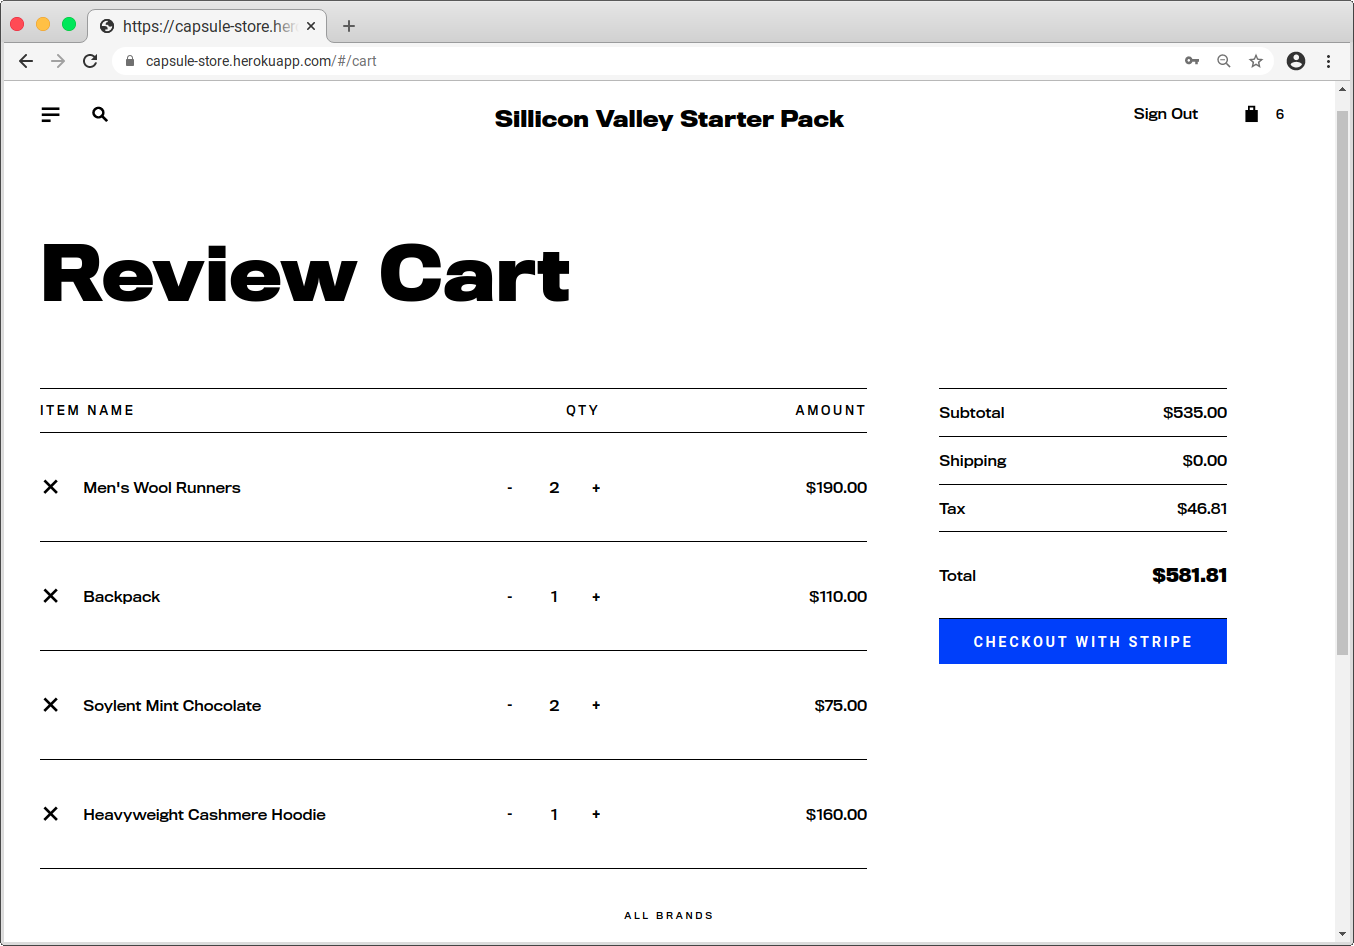 https://capsule-store.her
capsule-store.herokuapp.com/#/cart
Sillicon Valley Starter Pack
Sign Out
6
Review Cart
ITEM NAME QTY AMOUNT
Men's Wool Runners - 2 + $190.00
Backpack - 1 + $110.00
Soylent Mint Chocolate - 2 + $75.00
Heavyweight Cashmere Hoodie - 1 + $160.00
Subtotal $535.00
Shipping $0.00
Tax $46.81
Total $581.81
CHECKOUT WITH STRIPE
ALL BRANDS